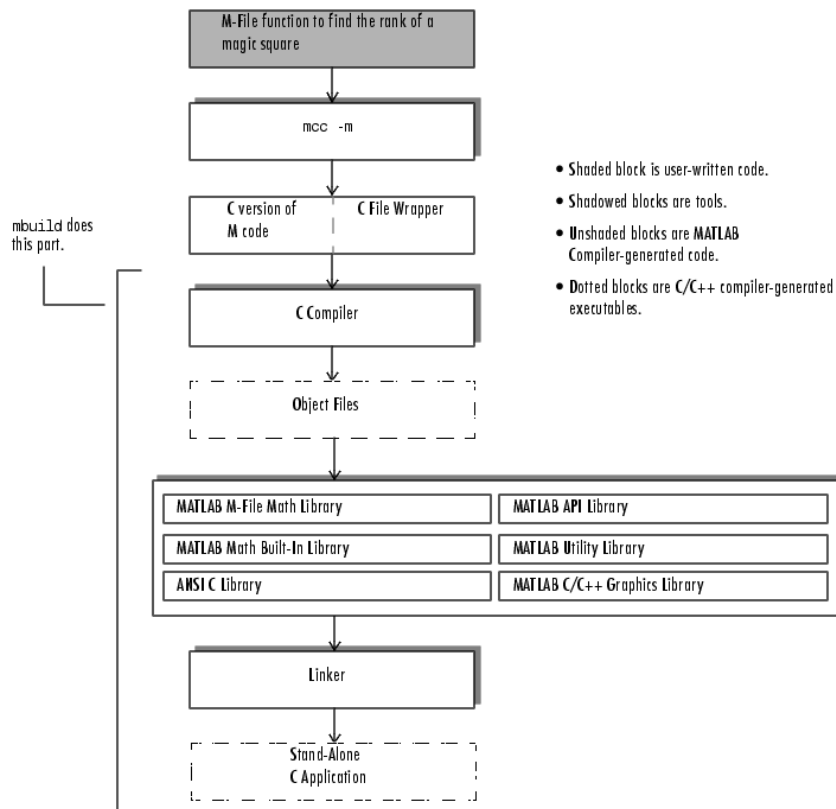 M-File function to find the rank of a
magic square
mcc -m
C version of
M code
C File Wrapper
mbuild does
this part.
C Compiler
Object Files
MATLAB M-File Math Library
MATLAB API Library
MATLAB Math Built-In Library
MATLAB Utility Library
ANSI C Library
MATLAB C/C++ Graphics Library
Linker
Stand-Alone
C Application
• Shaded block is user-written code.
• Shadowed blocks are tools.
• Unshaded blocks are MATLAB
Compiler-generated code.
• Dotted blocks are C/C++ compiler-generated
executables.